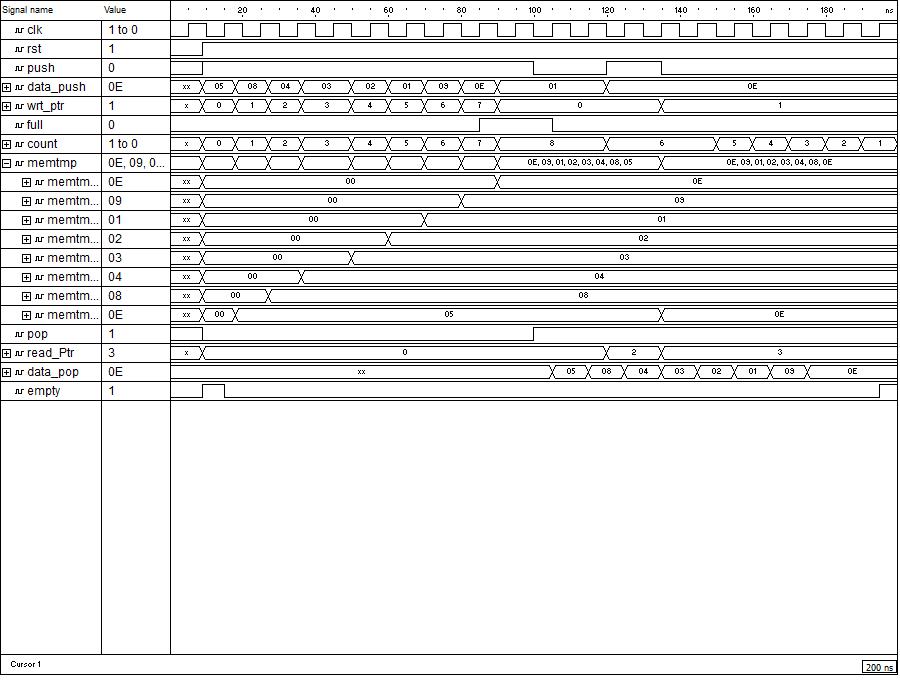 Signal name Value 20 40 60 80 100 120 140 160 180 ns
clk 1 to 0
rst 1
push 0
data_push 0E xx 05 08 04 03 02 01 09 0E 01 0E
wrt_ptr 1 x 0 1 2 3 4 5 6 7 0 1
full 0
count 1 to 0 x 0 1 2 3 4 5 6 7 8 6 5 4 3 2 1
memtmp 0E, 09, 0... 0E, 09, 01, 02, 03, 04, 08, 05 0E, 09, 01, 02, 03, 04, 08, 0E
memtm... 0E xx 00 0E
memtm... 09 xx 00 09
memtm... 01 xx 00 01
memtm... 02 xx 00 02
memtm... 03 xx 00 03
memtm... 04 xx 00 04
memtm... 08 xx 00 08
memtm... 0E xx 00 05 0E
pop 1
read_Ptr 3 x 0 2 3
data_pop 0E xx 05 08 04 03 02 01 09 0E
empty 1
Cursor 1
200 ns